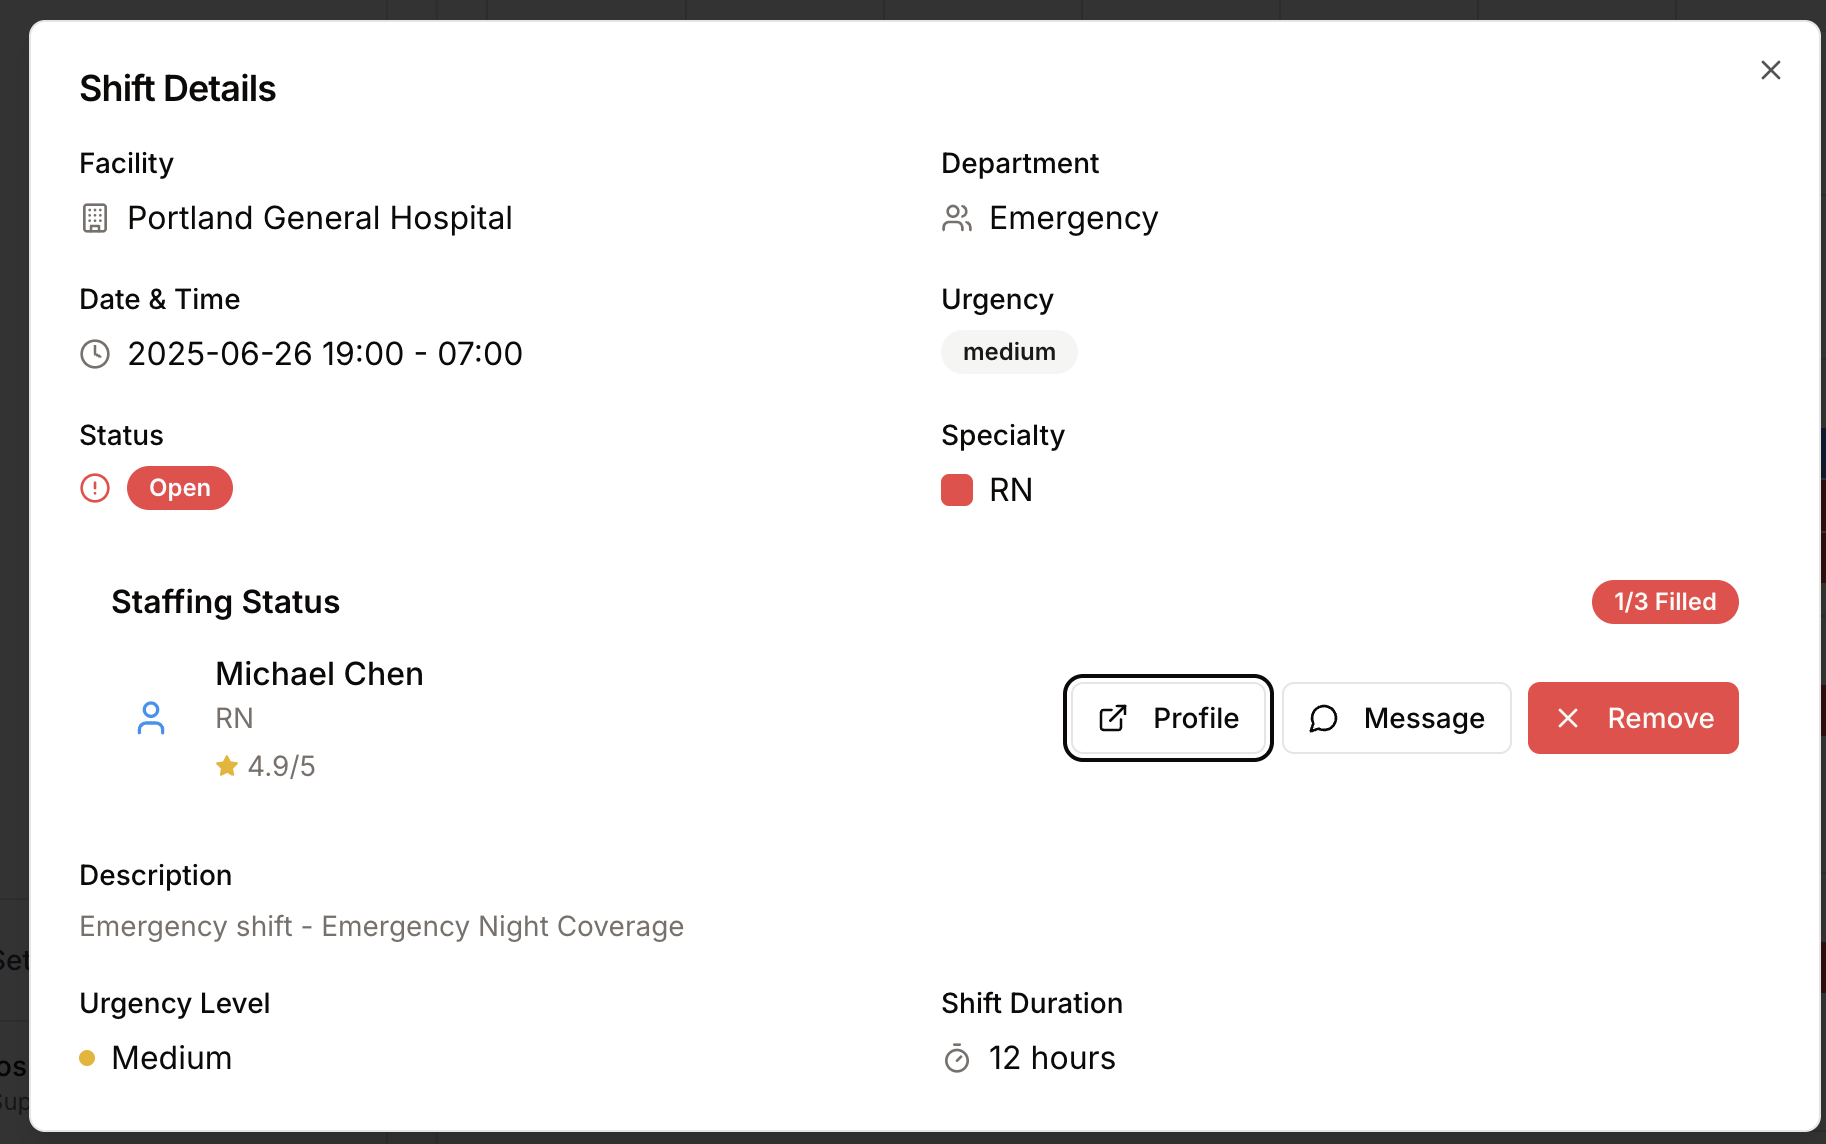 Shift Details
Facility
Department
Portland General Hospital
Emergency
Date & Time
Urgency
2025-06-26 19:00 - 07:00
medium
Status
Specialty
Open
RN
Staffing Status
1/3 Filled
Michael Chen
RN
4.9/5
Profile
Message
Remove
Description
Emergency shift - Emergency Night Coverage
Urgency Level
Shift Duration
Medium
12 hours